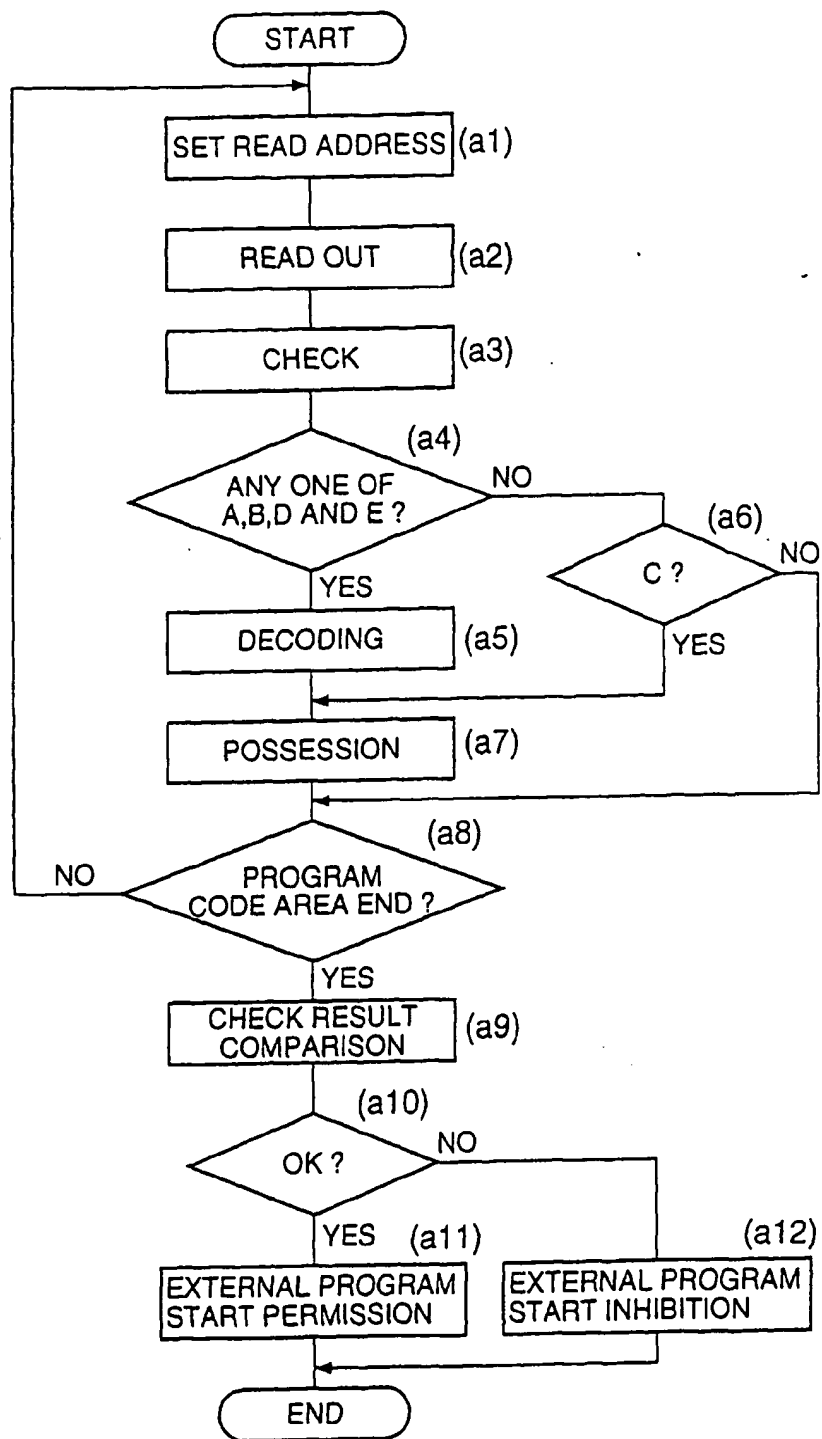 START
SET READ ADDRESS (a1)
READ OUT (a2)
CHECK (a3)
(a4)
ANY ONE OF
A,B,D AND E ?
NO
YES
(a6)
C ?
NO
YES
DECODING (a5)
POSSESSION (a7)
(a8)
PROGRAM
CODE AREA END ?
NO
YES
CHECK RESULT
COMPARISON
(a9)
(a10)
OK ?
NO
YES
(a11)
EXTERNAL PROGRAM
START PERMISSION
(a12)
EXTERNAL PROGRAM
START INHIBITION
END